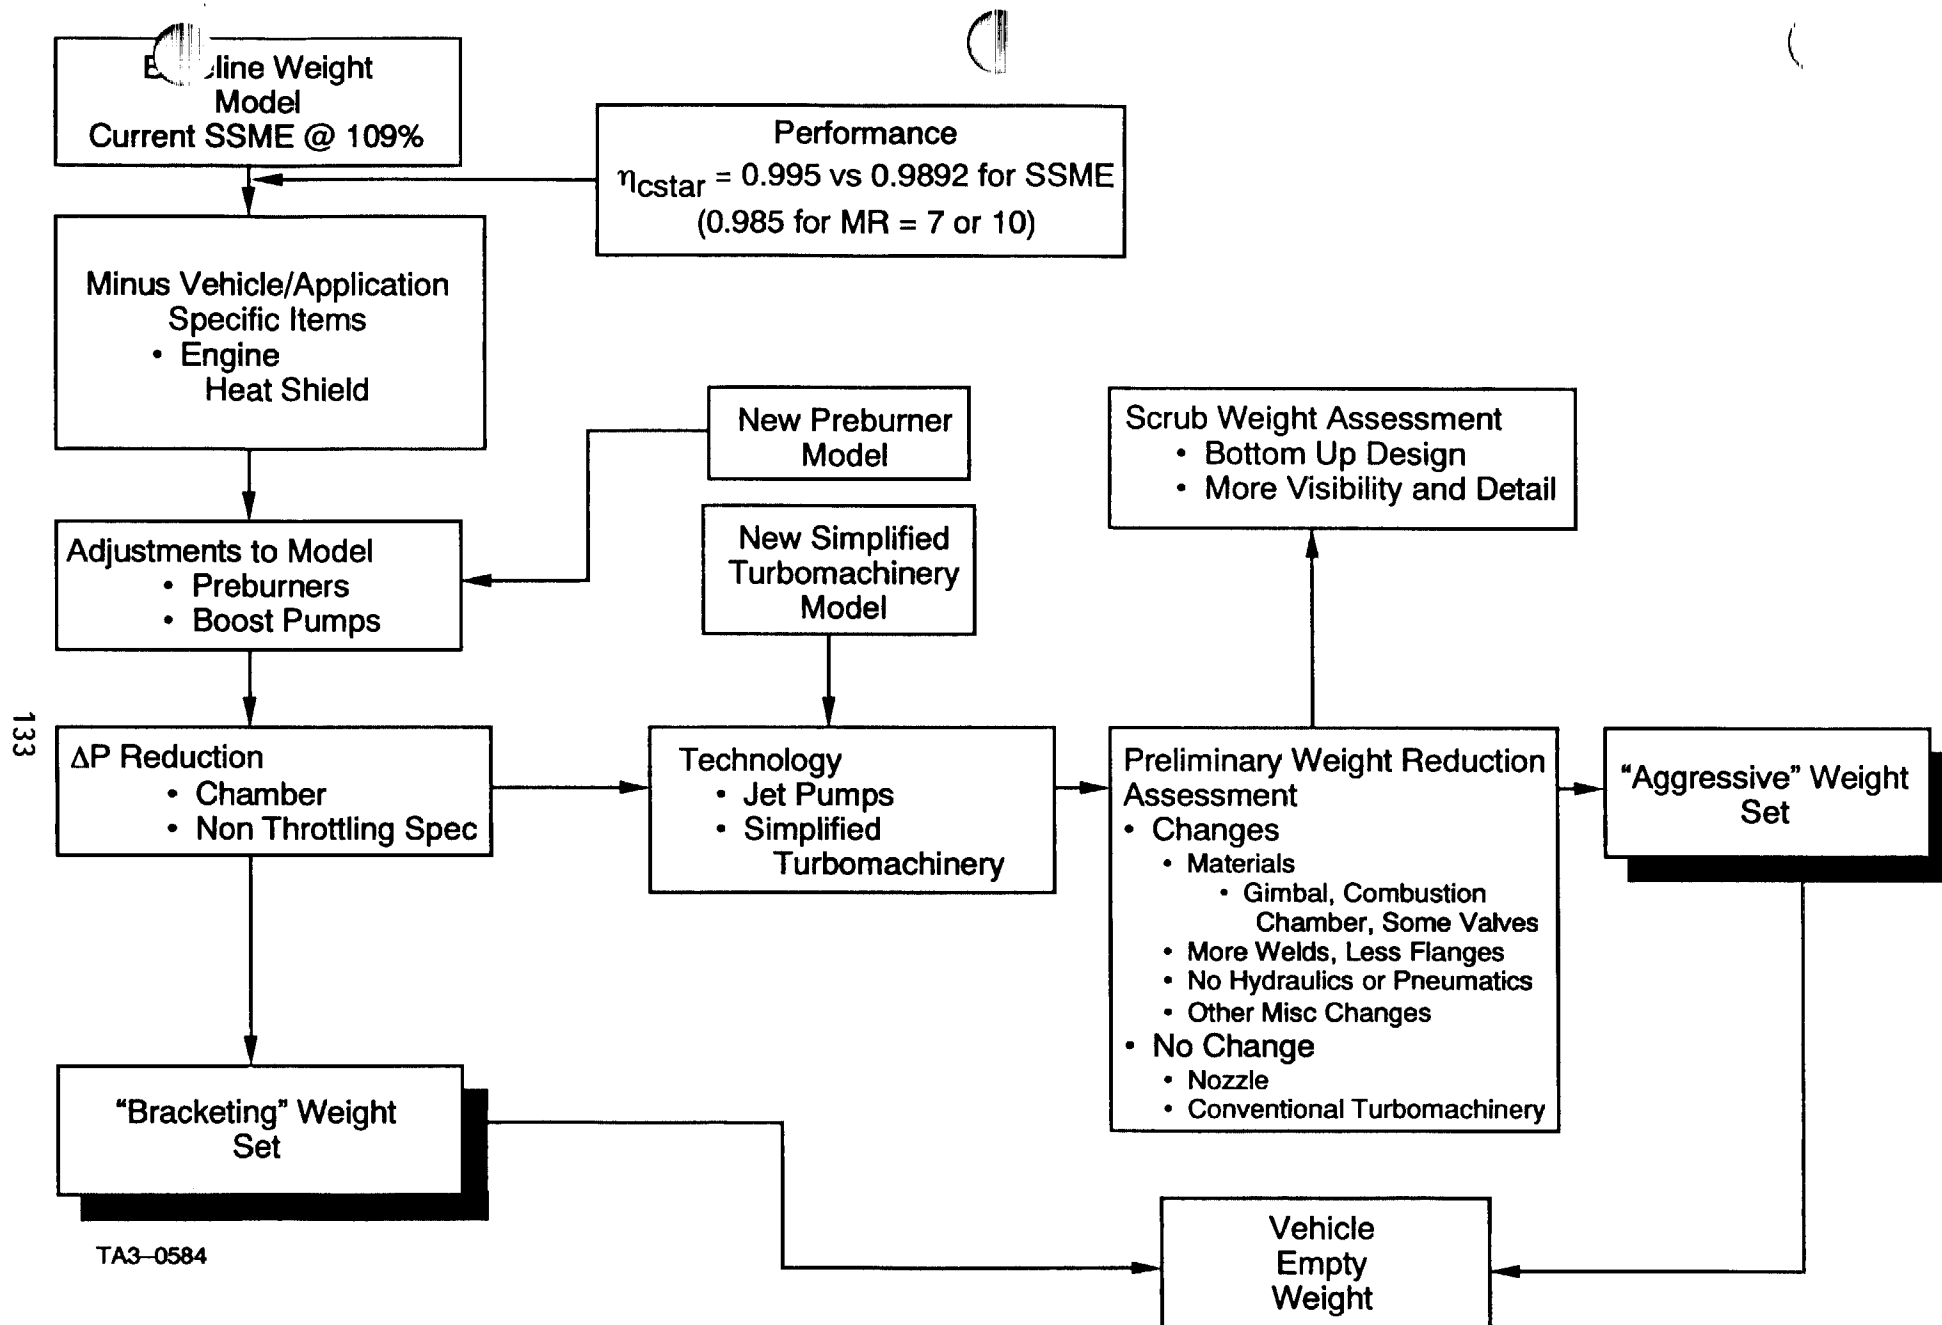 Model
Current SSME @ 109%
line Weight
Performance
ηcstar = 0.995 vs 0.9892 for SSME
(0.985 for MR = 7 or 10)
Minus Vehicle/Application
Specific Items
• Engine
Heat Shield
New Preburner
Model
Scrub Weight Assessment
• Bottom Up Design
• More Visibility and Detail
Adjustments to Model
• Preburners
• Boost Pumps
New Simplified
Turbomachinery
Model
133
ΔP Reduction
• Chamber
• Non Throttling Spec
Technology
• Jet Pumps
• Simplified
Turbomachinery
Preliminary Weight Reduction
Assessment
• Changes
• Materials
• Gimbal, Combustion
Chamber, Some Valves
• More Welds, Less Flanges
• No Hydraulics or Pneumatics
• Other Misc Changes
• No Change
• Nozzle
• Conventional Turbomachinery
“Aggressive” Weight
Set
“Bracketing” Weight
Set
Vehicle
Empty
Weight
TA3–0584